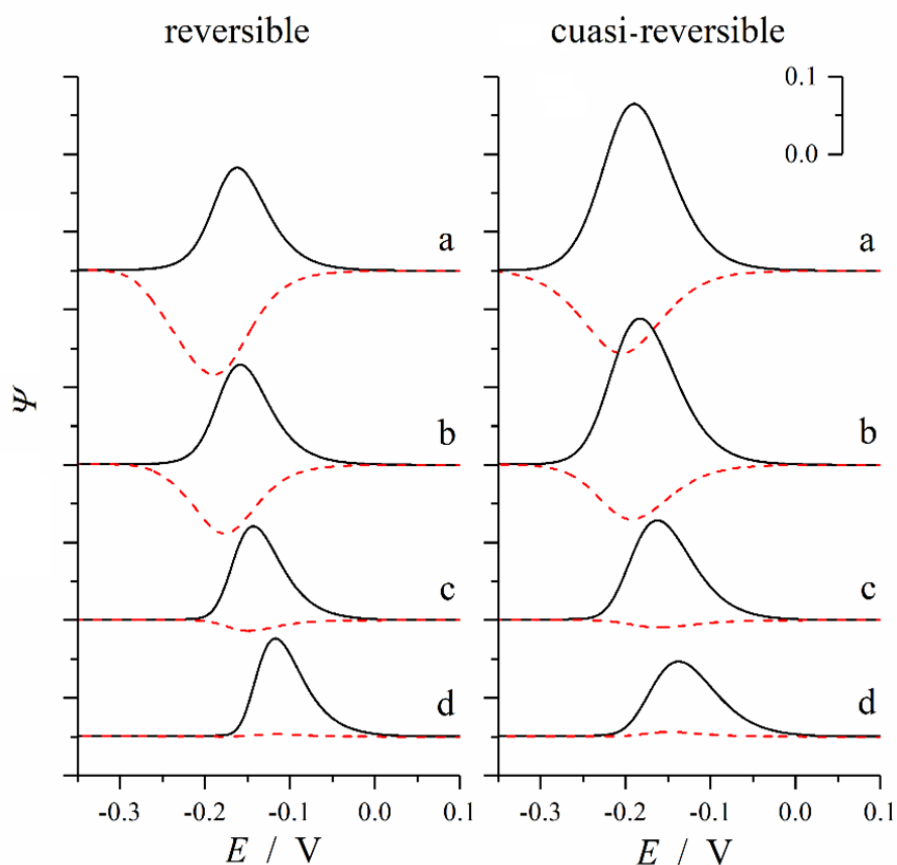 reversible
cuasi-reversible
0.1
0.0
a
a
b
b
c
c
d
d
Ψ
-0.3 -0.2 -0.1 0.0 0.1
-0.3 -0.2 -0.1 0.0 0.1
E / V
E / V